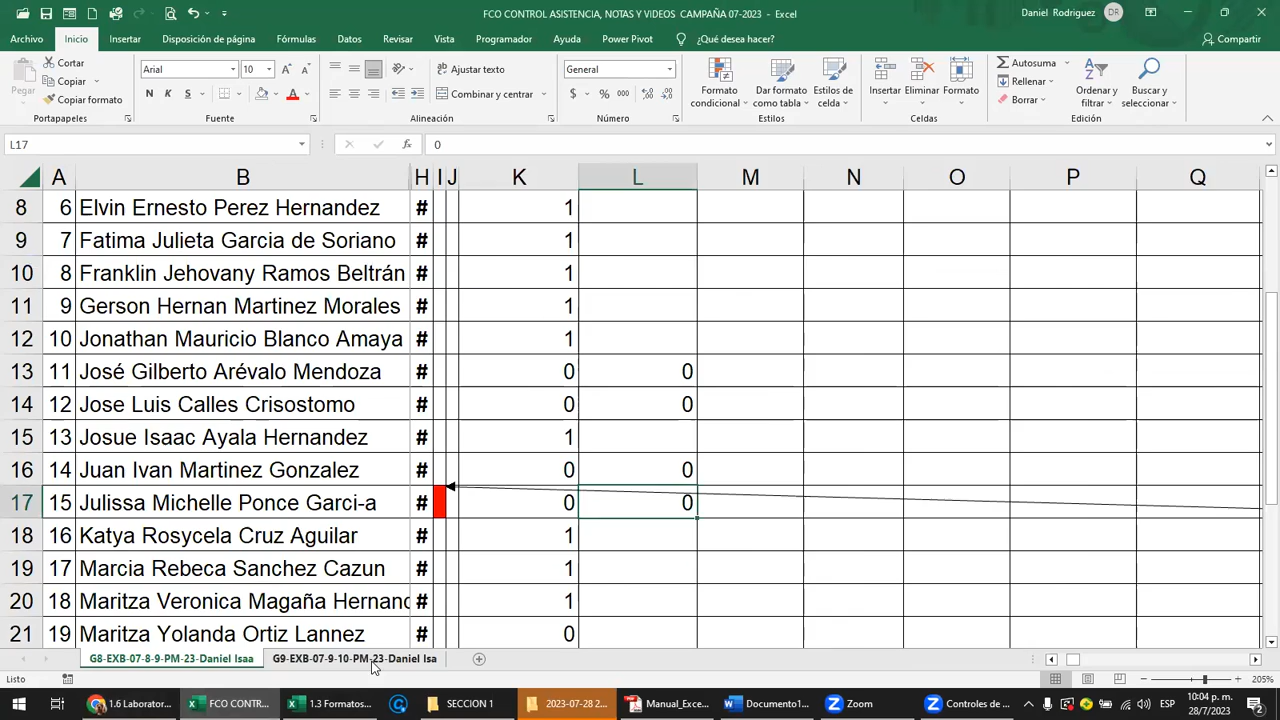 FCO CONTROL ASISTENCIA, NOTAS Y VIDEOS CAMPAÑA 07-2023 - Excel
Daniel Rodriguez DR
Archivo Inicio Insertar Disposición de página Fórmulas Datos Revisar Vista Programador Ayuda Power Pivot ¿Qué desea hacer? Compartir
Pegar
Cortar
Copiar
Copiar formato
Portapapeles
Arial 10
N K S
Fuente
Ajustar texto
Combinar y centrar
Alineación
General
$ % 000
Número
Formato condicional
Dar formato como tabla
Estilos de celda
Estilos
Insertar Eliminar Formato
Celdas
Autosuma
Rellenar
Borrar
Ordenar y filtrar
Buscar y seleccionar
Edición
L17 fx 0
A B H I J K L M N O P Q
8 6 Elvin Ernesto Perez Hernandez # 1
9 7 Fatima Julieta Garcia de Soriano # 1
10 8 Franklin Jehovany Ramos Beltrán # 1
11 9 Gerson Hernan Martinez Morales # 1
12 10 Jonathan Mauricio Blanco Amaya # 1
13 11 José Gilberto Arévalo Mendoza # 0 0
14 12 Jose Luis Calles Crisostomo # 0 0
15 13 Josue Isaac Ayala Hernandez # 1
16 14 Juan Ivan Martinez Gonzalez # 0 0
17 15 Julissa Michelle Ponce Garci-a # 0 0
18 16 Katya Rosycela Cruz Aguilar # 1
19 17 Marcia Rebeca Sanchez Cazun # 1
20 18 Maritza Veronica Magaña Hernand # 1
21 19 Maritza Yolanda Ortiz Lannez # 0
G8-EXB-07-8-9-PM-23-Daniel Isaa G9-EXB-07-9-10-PM-23-Daniel Isa
Listo 205%
1.6 Laborator... FCO CONTR... 1.3 Formatos... SECCION 1 2023-07-28 2... Manual_Exce... Documento1... Zoom Controles de ... ESP
10:04 p. m.
28/7/2023
2